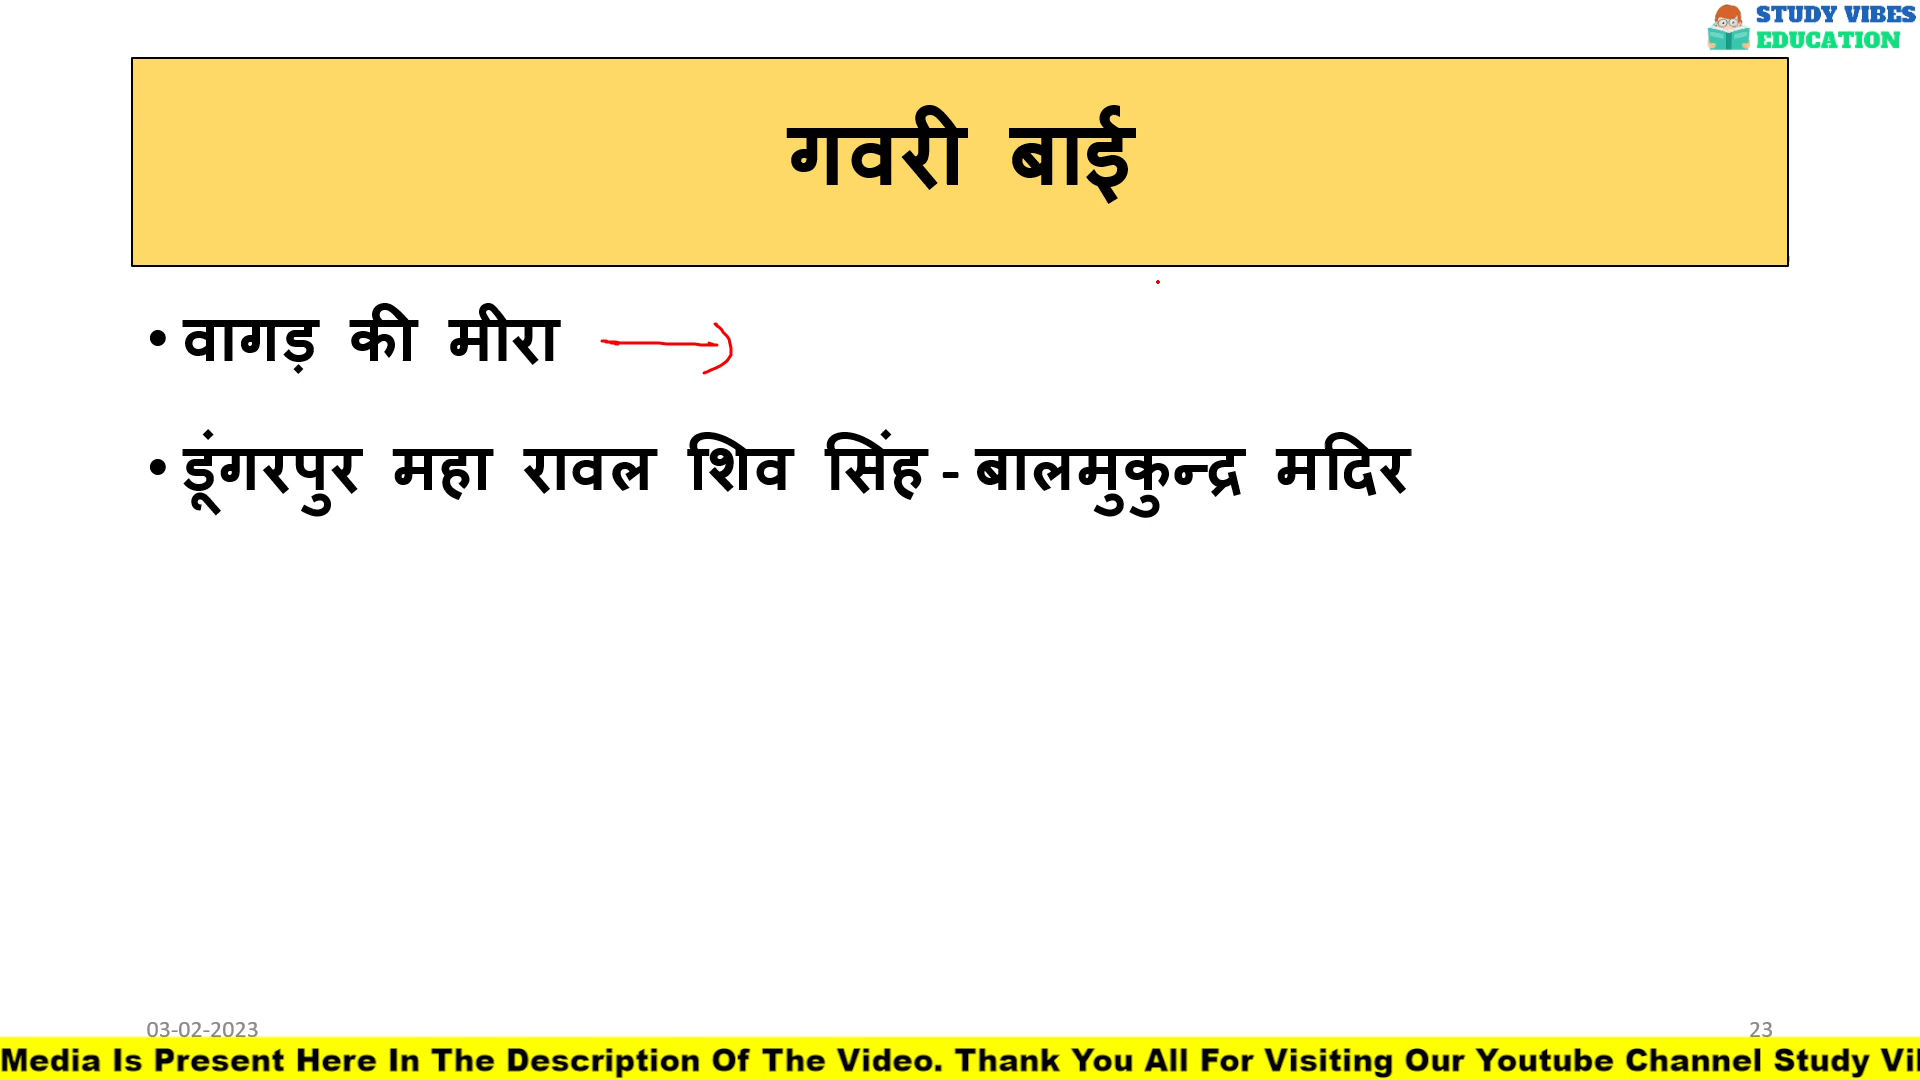 STUDY VIBES
EDUCATION
गवरी बाई
• वागड़ की मीरा
• डूंगरपुर महा रावल शिव सिंह - बालमुकुन्द्र मदिर
03-02-2023
23
Media Is Present Here In The Description Of The Video. Thank You All For Visiting Our Youtube Channel Study